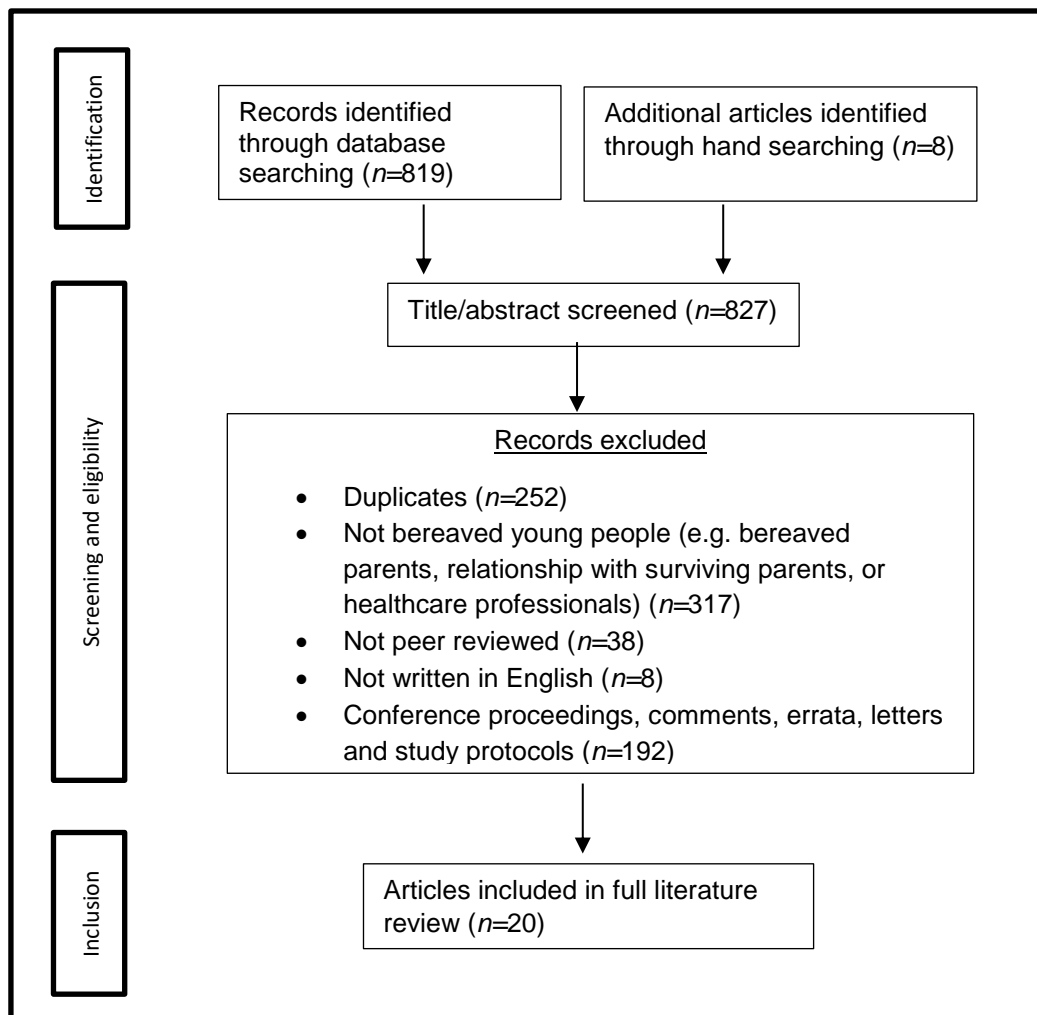 Identification
Records identified
through database
searching (n=819)
Additional articles identified
through hand searching (n=8)
Screening and eligibility
Title/abstract screened (n=827)
Records excluded
• Duplicates (n=252)
• Not bereaved young people (e.g. bereaved
parents, relationship with surviving parents, or
healthcare professionals) (n=317)
• Not peer reviewed (n=38)
• Not written in English (n=8)
• Conference proceedings, comments, errata, letters
and study protocols (n=192)
Inclusion
Articles included in full literature
review (n=20)